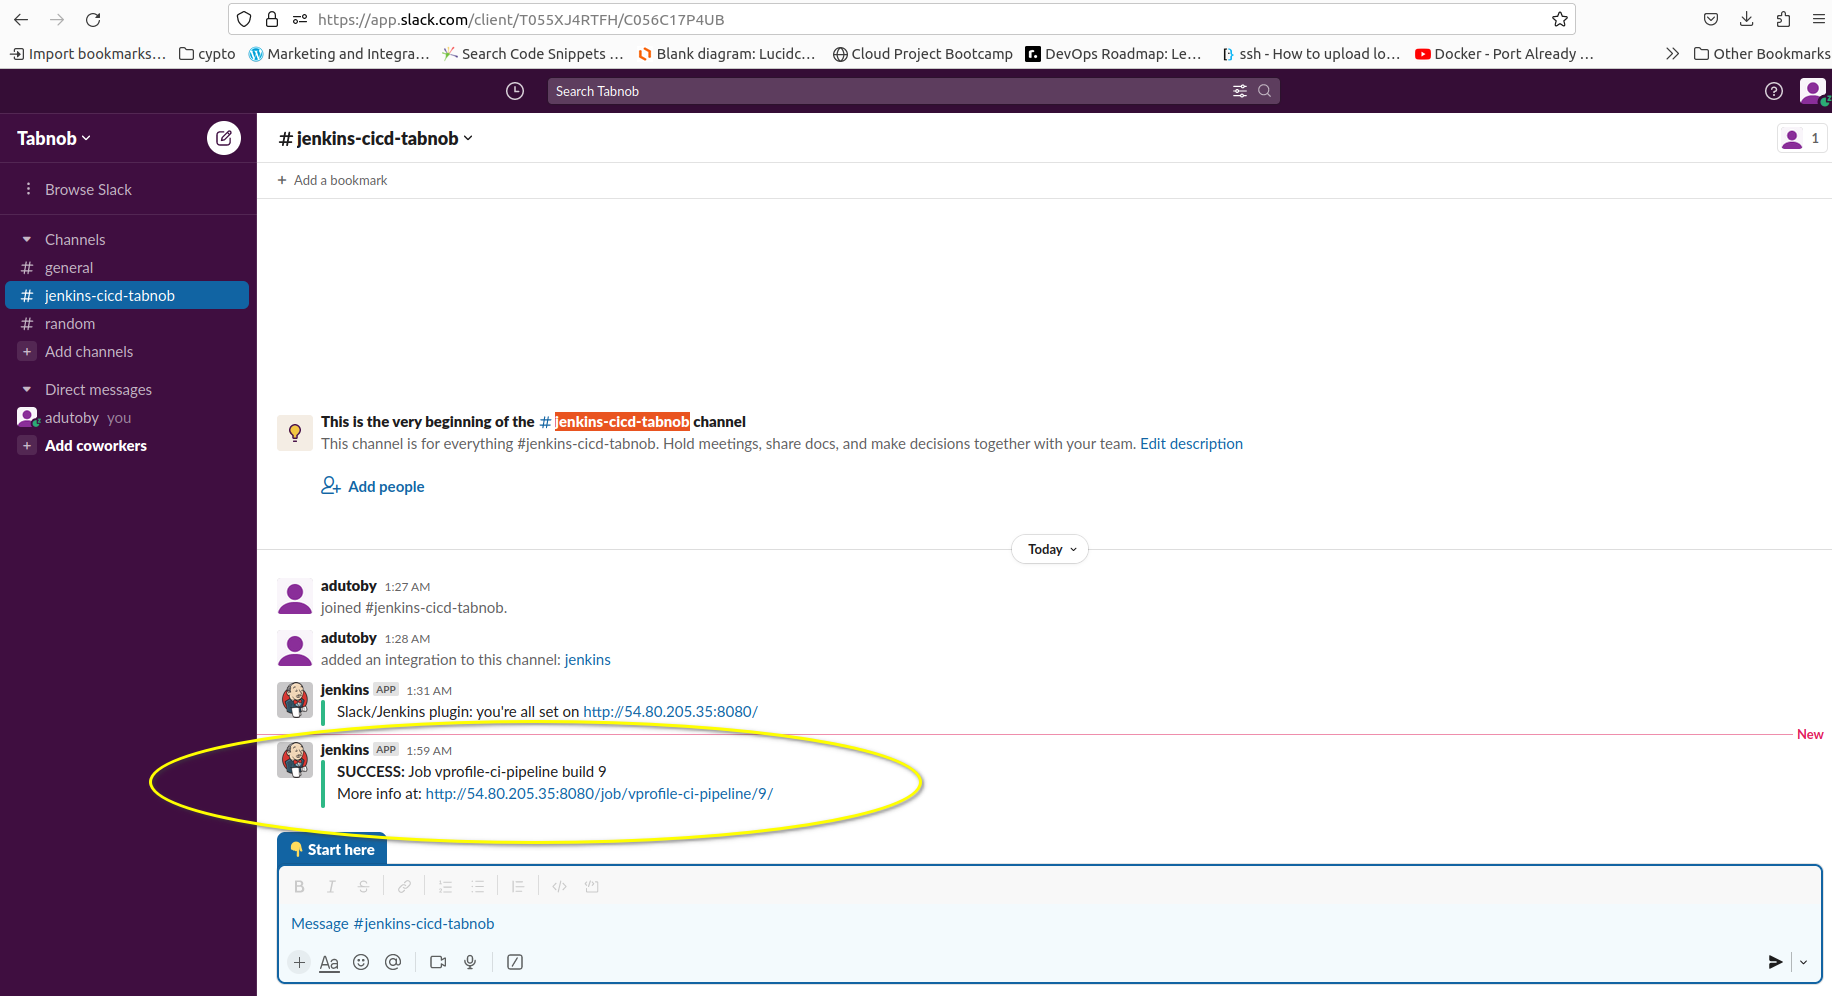 https://app.slack.com/client/T055XJ4RTFH/C056C17P4UB
Import bookmarks… cypto Marketing and Integra… Search Code Snippets … Blank diagram: Lucidc… Cloud Project Bootcamp DevOps Roadmap: Le… ssh - How to upload lo… Docker - Port Already … Other Bookmarks
Search Tabnob
Tabnob
# jenkins-cicd-tabnob
1
+ Add a bookmark
Browse Slack
Channels
# general
# jenkins-cicd-tabnob
# random
+ Add channels
Direct messages
adutoby you
+ Add coworkers
This is the very beginning of the # jenkins-cicd-tabnob channel
This channel is for everything #jenkins-cicd-tabnob. Hold meetings, share docs, and make decisions together with your team. Edit description
Add people
Today
adutoby 1:27 AM
joined #jenkins-cicd-tabnob.
adutoby 1:28 AM
added an integration to this channel: jenkins
jenkins APP 1:31 AM
Slack/Jenkins plugin: you're all set on http://54.80.205.35:8080/
New
jenkins APP 1:59 AM
SUCCESS: Job vprofile-ci-pipeline build 9
More info at: http://54.80.205.35:8080/job/vprofile-ci-pipeline/9/
Start here
B I S
Message #jenkins-cicd-tabnob
+ Aa @